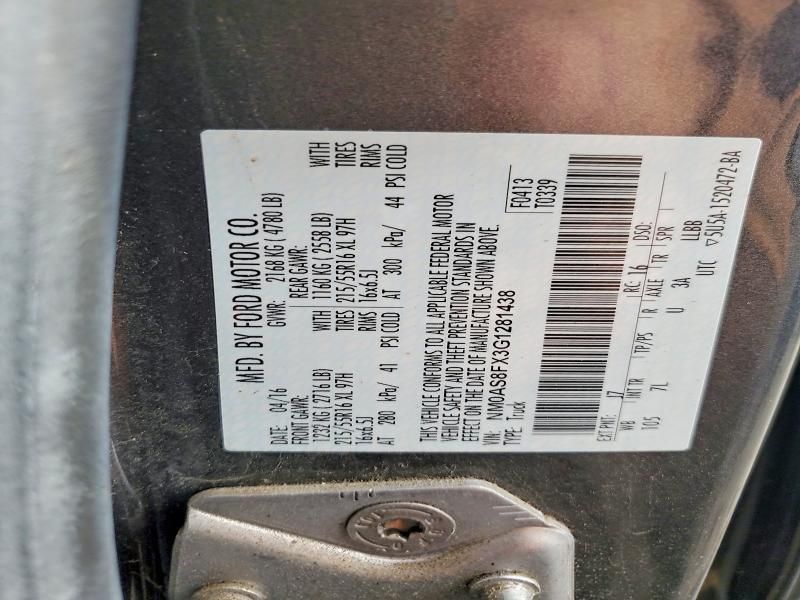 MFD. BY FORD MOTOR CO.
DATE: 04/16 GVWR: 2168 KG ( 4780 LB)
FRONT GAWR: REAR GAWR:
1232 KG ( 2716 LB) WITH 1160 KG ( 2558 LB) WITH
215/55R16 XL 97H TIRES 215/55R16 XL 97H TIRES
16x6.5J RIMS 16x6.5J RIMS
AT 280 kPa/ 41 PSI COLD AT 300 kPa/ 44 PSI COLD
THIS VEHICLE CONFORMS TO ALL APPLICABLE FEDERAL MOTOR
VEHICLE SAFETY AND THEFT PREVENTION STANDARDS IN
EFFECT ON THE DATE OF MANUFACTURE SHOWN ABOVE.
VIN: NM0AS8FX3G1281438
TYPE: Truck
F0413
T0339
EXT PNT: J7 RC: 16 DSO:
WB INT TR TP/PS R AXLE TR SPR
105 7L U 3A LLBB
UTC ▽5U5A-1520472-BA